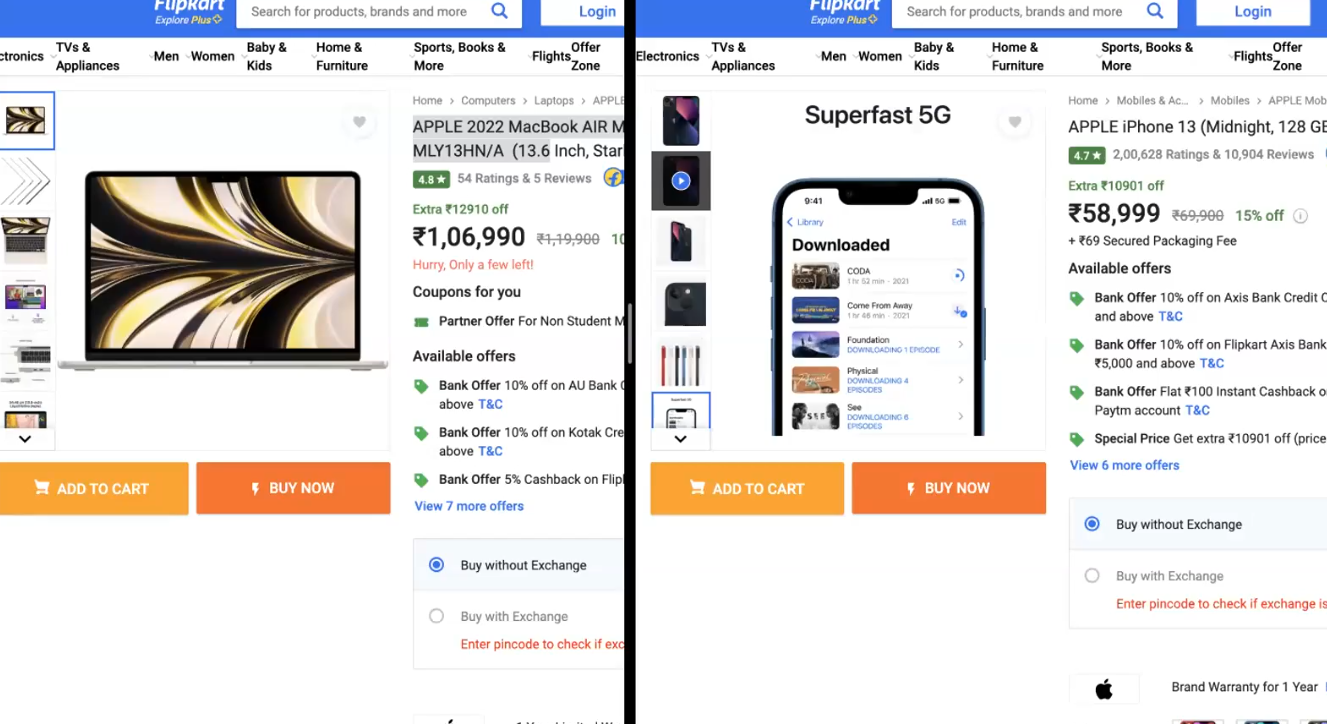 Flipkart
Explore Plus
Search for products, brands and more
Login
ctronics
TVs &
Appliances
Men
Women
Baby &
Kids
Home &
Furniture
Sports, Books &
More
Flights
Offer
Zone
Home > Computers > Laptops > APPLE
APPLE 2022 MacBook AIR M
MLY13HN/A (13.6 Inch, Starl
4.8 ★ 54 Ratings & 5 Reviews
Extra ₹12910 off
₹1,06,990 ₹1,19,900 10
Hurry, Only a few left!
Coupons for you
Partner Offer For Non Student M
Available offers
Bank Offer 10% off on AU Bank C
above T&C
Bank Offer 10% off on Kotak Cre
above T&C
Bank Offer 5% Cashback on Flip
View 7 more offers
ADD TO CART
BUY NOW
Buy without Exchange
Buy with Exchange
Enter pincode to check if exc
Flipkart
Explore Plus
Search for products, brands and more
Login
Electronics
TVs &
Appliances
Men
Women
Baby &
Kids
Home &
Furniture
Sports, Books &
More
Flights
Offer
Zone
Superfast 5G
9:41
5G
Library
Edit
Downloaded
CODA
1 hr 52 min · 2021
Come From Away
1 hr 46 min · 2021
Foundation
DOWNLOADING 1 EPISODE
Physical
DOWNLOADING 4
EPISODES
See
DOWNLOADING 6
EPISODES
ADD TO CART
BUY NOW
Home > Mobiles & Ac... > Mobiles > APPLE Mob
APPLE iPhone 13 (Midnight, 128 GB
4.7 ★ 2,00,628 Ratings & 10,904 Reviews
Extra ₹10901 off
₹58,999 ₹69,900 15% off
+ ₹69 Secured Packaging Fee
Available offers
Bank Offer 10% off on Axis Bank Credit C
and above T&C
Bank Offer 10% off on Flipkart Axis Bank
₹5,000 and above T&C
Bank Offer Flat ₹100 Instant Cashback o
Paytm account T&C
Special Price Get extra ₹10901 off (price
View 6 more offers
Buy without Exchange
Buy with Exchange
Enter pincode to check if exchange is
Brand Warranty for 1 Year